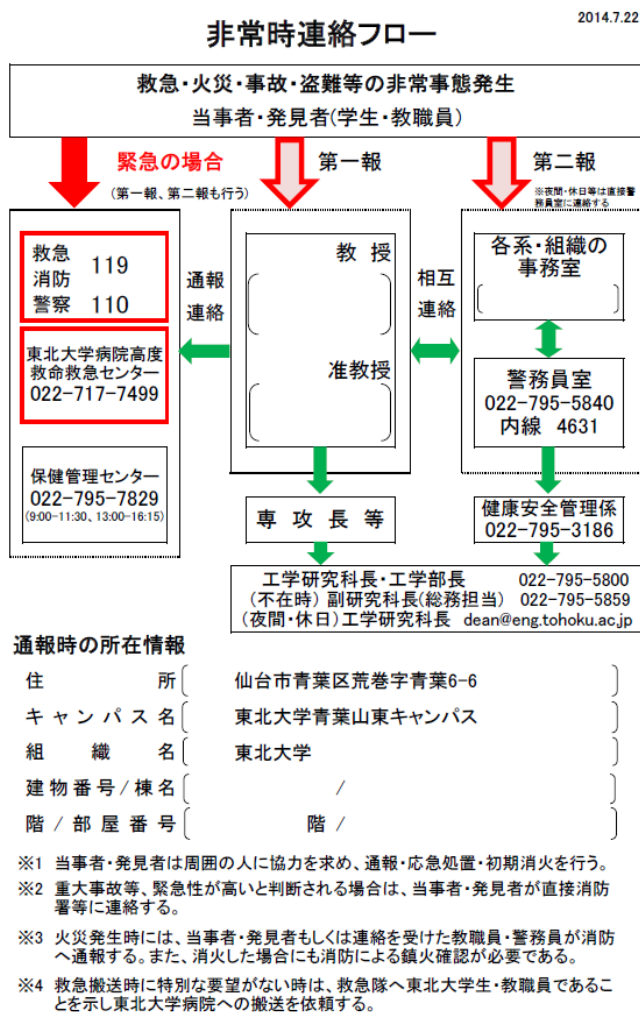 2014.7.22
非常時連絡フロー
救急・火災・事故・盗難等の非常事態発生
当事者・発見者(学生・教職員)
緊急の場合
(第一報、第二報も行う)
第一報
第二報
※夜間・休日等は直接警
務員室に連絡する
救急
消防 119
警察 110
東北大学病院高度
救命救急センター
022-717-7499
保健管理センター
022-795-7829
(9:00-11:30、13:00-16:15)
通報
連絡
教 授
准教授
相互
連絡
各系・組織の
事務室
警務員室
022-795-5840
内線 4631
専 攻 長 等
健康安全管理係
022-795-3186
工学研究科長・工学部長 022-795-5800
(不在時) 副研究科長(総務担当) 022-795-5859
(夜間・休日)工学研究科長 dean@eng.tohoku.ac.jp
通報時の所在情報
住 所 仙台市青葉区荒巻字青葉6-6
キャンパス名 東北大学青葉山東キャンパス
組 織 名 東北大学
建物番号/棟名 /
階/部屋番号 階 /
※1 当事者・発見者は周囲の人に協力を求め、通報・応急処置・初期消火を行う。
※2 重大事故等、緊急性が高いと判断される場合は、当事者・発見者が直接消防
署等に連絡する。
※3 火災発生時には、当事者・発見者もしくは連絡を受けた教職員・警務員が消防
へ通報する。また、消火した場合にも消防による鎮火確認が必要である。
※4 救急搬送時に特別な要望がない時は、救急隊へ東北大学生・教職員であるこ
とを示し東北大学病院への搬送を依頼する。